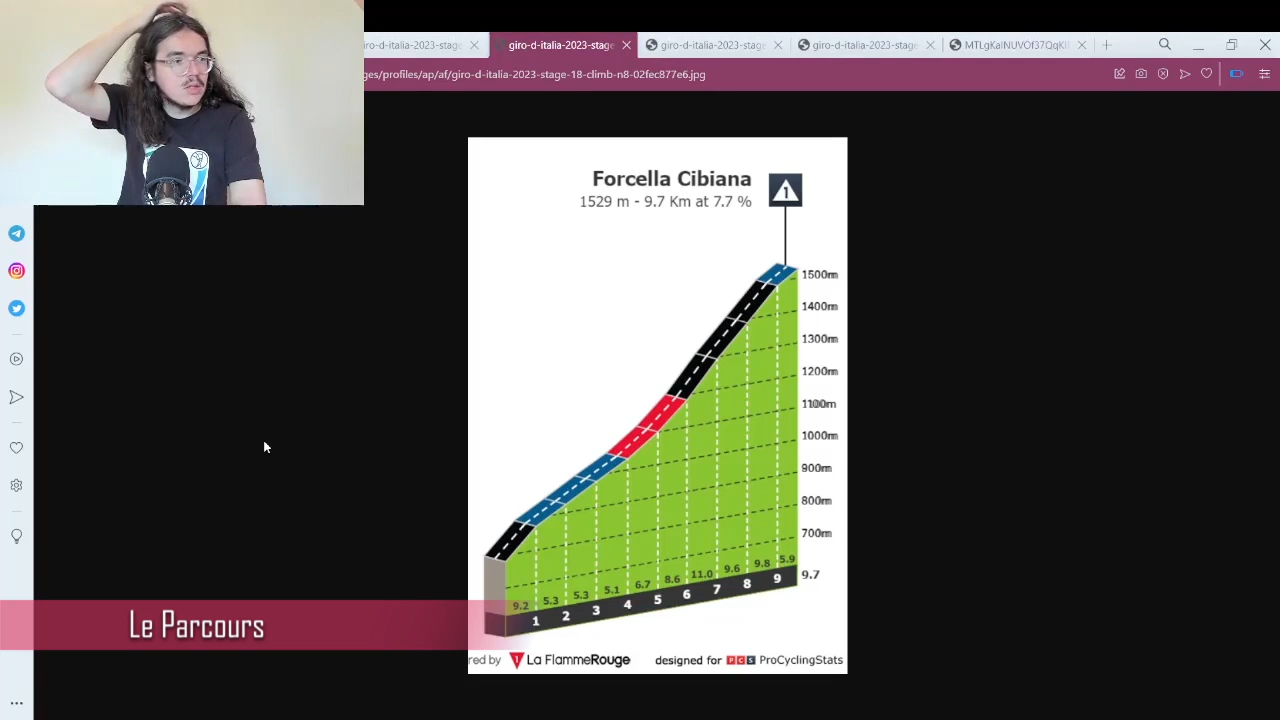 giro-d-italia-2023-stage
giro-d-italia-2023-stage
giro-d-italia-2023-stage
giro-d-italia-2023-stage
ges/profiles/ap/af/giro-d-italia-2023-stage-18-climb-n8-02fec877e6.jpg
Forcella Cibiana
1529 m - 9.7 Km at 7.7 %
1
1500m
1400m
1300m
1200m
1100m
1000m
900m
800m
700m
9.2 5.3 5.3 5.1 6.7 8.6 11.0 9.6 9.8 5.9
1 2 3 4 5 6 7 8 9 9.7
Le Parcours
red by La FlammeRouge designed for PCS ProCyclingStats